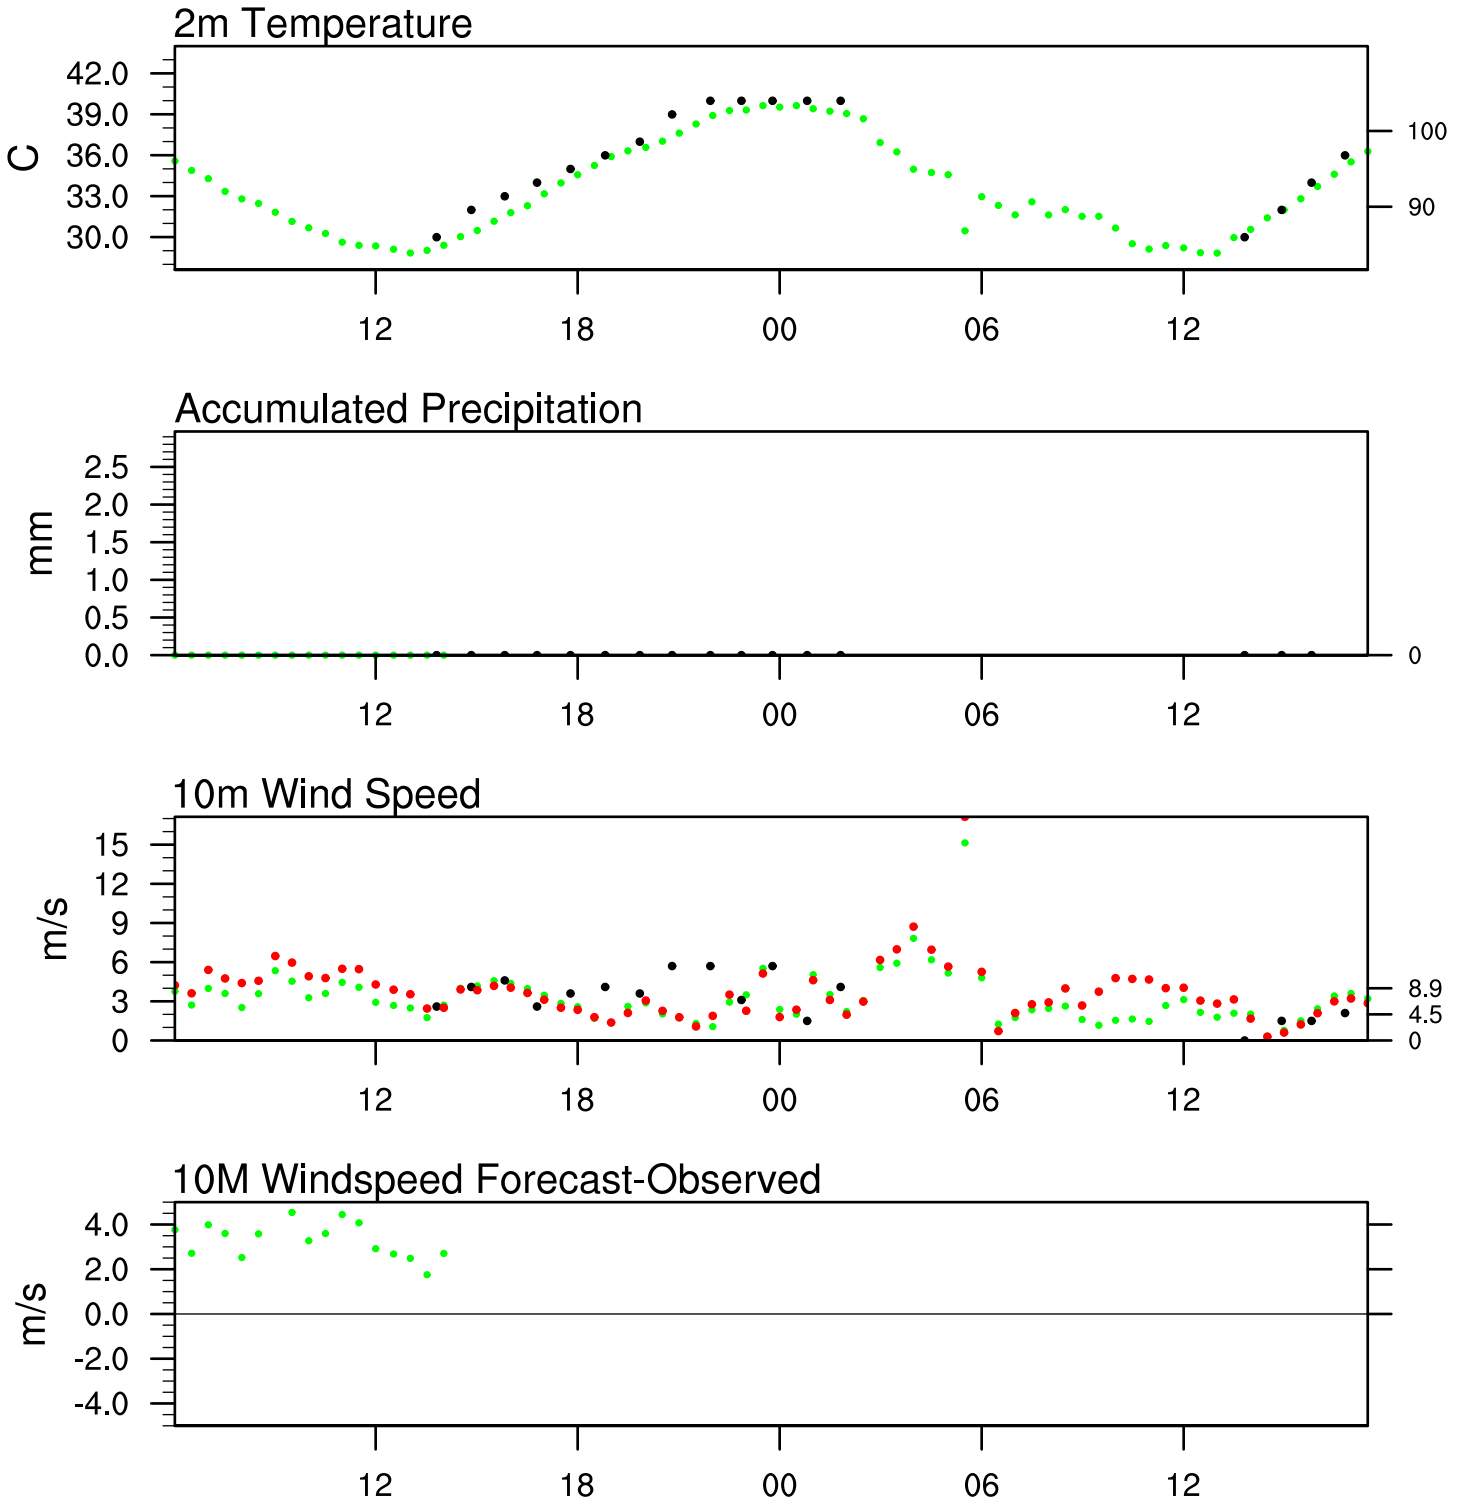 2m Temperature
42.0
39.0
36.0
33.0
30.0
C
100
90
12 18 00 06 12
Accumulated Precipitation
2.5
2.0
1.5
1.0
0.5
0.0
mm
0
12 18 00 06 12
10m Wind Speed
15
12
9
6
3
0
m/s
8.9
4.5
0
12 18 00 06 12
10M Windspeed Forecast-Observed
4.0
2.0
0.0
-2.0
-4.0
m/s
12 18 00 06 12